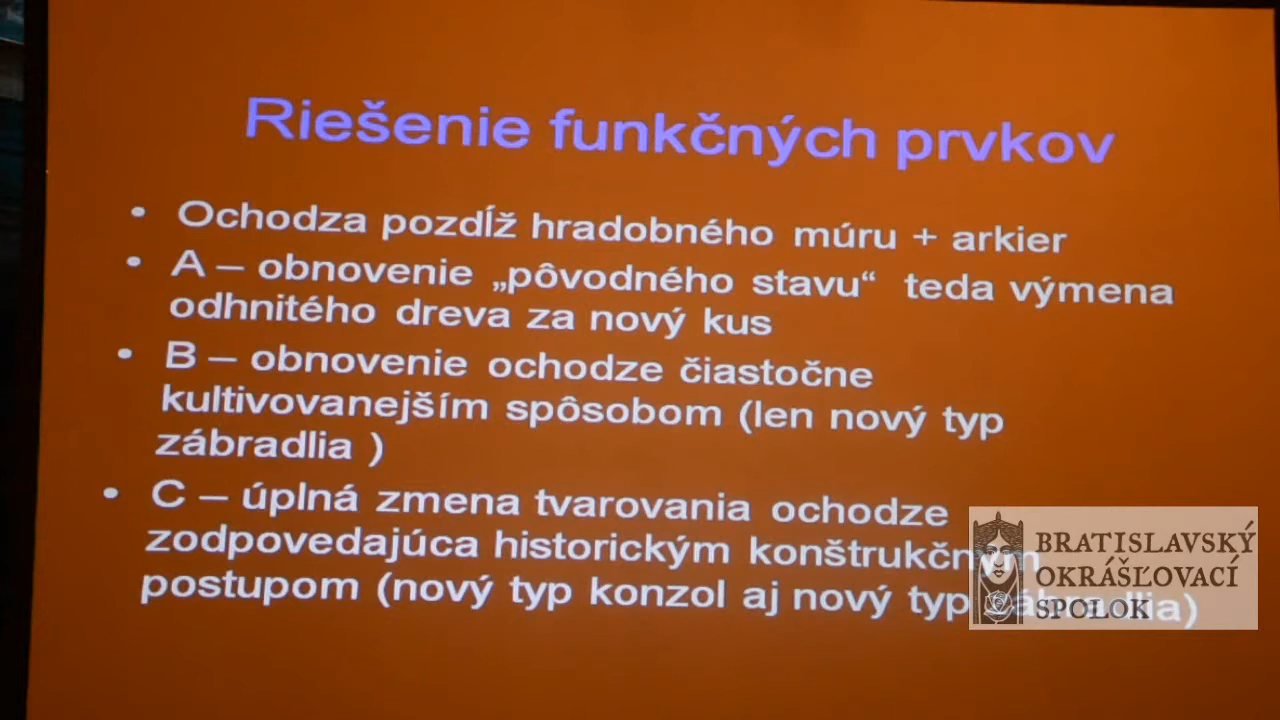 Riešenie funkčných prvkov
• Ochodza pozdĺž hradobného múru + arkier
• A – obnovenie „pôvodného stavu“ teda výmena
odhnitého dreva za nový kus
• B – obnovenie ochodze čiastočne
kultivovanejším spôsobom (len nový typ
zábradlia )
• C – úplná zmena tvarovania ochodze
zodpovedajúca historickým konštrukčným
postupom (nový typ konzol aj nový typ zábradlia)
BRATISLAVSKÝ
OKRÁŠĽOVACÍ
SPOLOK